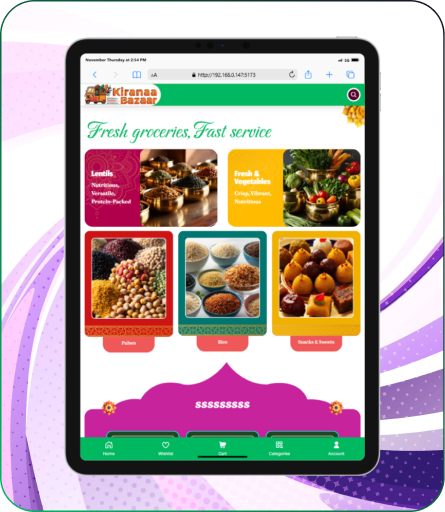 November Thursday at 2:54 PM
5G
AA
http://192.168.0.147:5173
Kiranaa
Bazaar
Fresh groceries, Fast service
Lentils
Nutritious,
Versatile,
Protein-Packed
Fresh &
Vegetables
Crisp, Vibrant,
Nutritious.
Pulses
Rice
Snacks & Sweets
sssssssss
Home
Wishlist
Cart
Categories
Account